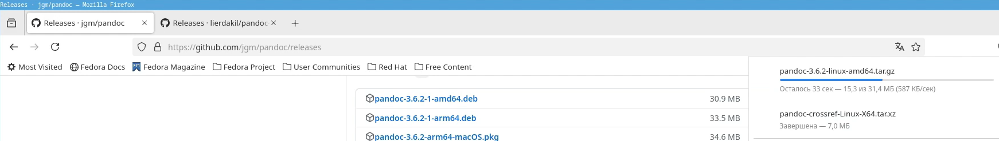 Releases · jgm/pandoc — Mozilla Firefox
Releases · jgm/pandoc
Releases · lierdakil/pandoc
https://github.com/jgm/pandoc/releases
Most Visited Fedora Docs Fedora Magazine Fedora Project User Communities Red Hat Free Content
pandoc-3.6.2-1-amd64.deb 30.9 MB
pandoc-3.6.2-1-arm64.deb 33.5 MB
pandoc-3.6.2-arm64-macOS.pkg 34.6 MB
pandoc-3.6.2-linux-amd64.tar.gz
Осталось 33 сек — 15,3 из 31,4 МБ (587 КБ/сек)
pandoc-crossref-Linux-X64.tar.xz
Завершена — 7,0 МБ